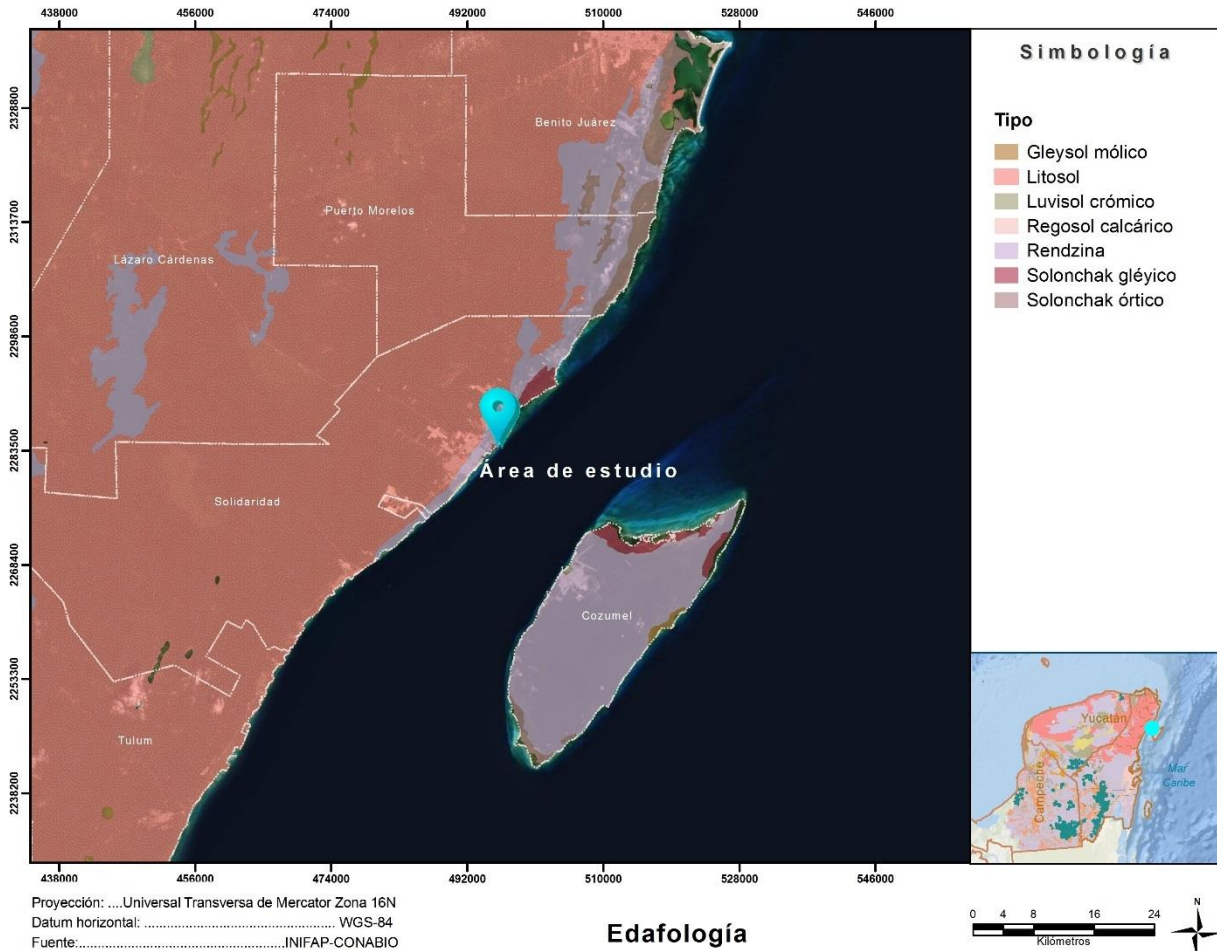 438000 456000 474000 492000 510000 528000 546000
Simbología
Tipo
Gleysol mólico
Litosol
Luvisol crómico
Regosol calcárico
Rendzina
Solonchak gléyico
Solonchak órtico
2328800
2313700
2298600
2283500
2268400
2253300
2238200
Benito Juárez
Puerto Morelos
Lázaro Cárdenas
Área de estudio
Solidaridad
Cozumel
Tulum
Yucatán
Campeche
Mar
Caribe
438000 456000 474000 492000 510000 528000 546000
Proyección: ....Universal Transversa de Mercator Zona 16N
Datum horizontal: ............................................ WGS-84
Fuente:............................................INIFAP-CONABIO
Edafología
0 4 8 16 24
Kilómetros
N